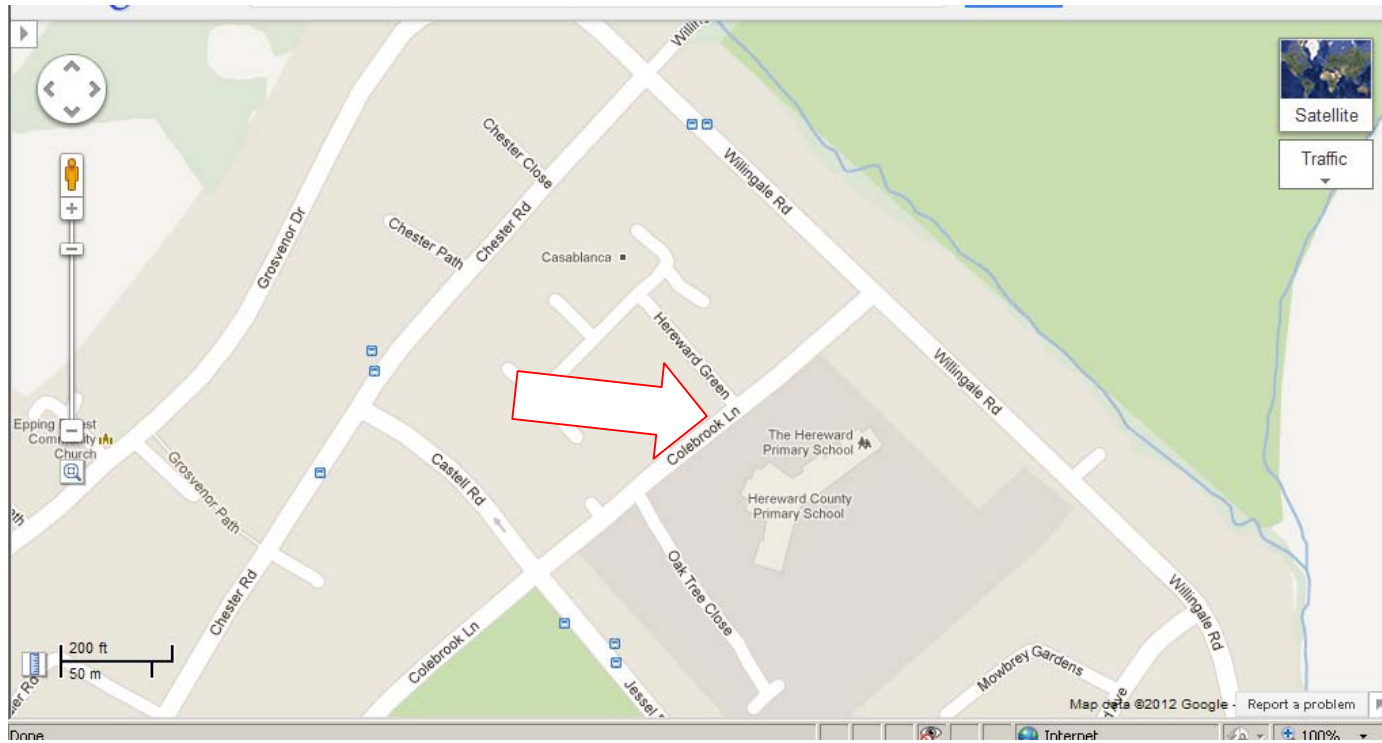 Satellite
Traffic
Chester Close
Chester Path
Chester Rd
Grosvenor Dr
Willingale Rd
Casablanca
Hereward Green
Willingale Rd
Colebrook Ln
The Hereward
Primary School
Hereward County
Primary School
Epping
Church
Grosvenor Path
Castell Rd
Oak Tree Close
Chester Rd
Colebrook Ln
Willingale Rd
Mowbrey Gardens
Jessel
200 ft
50 m
Map data ©2012 Google -
Report a problem
Done
Internet
100%